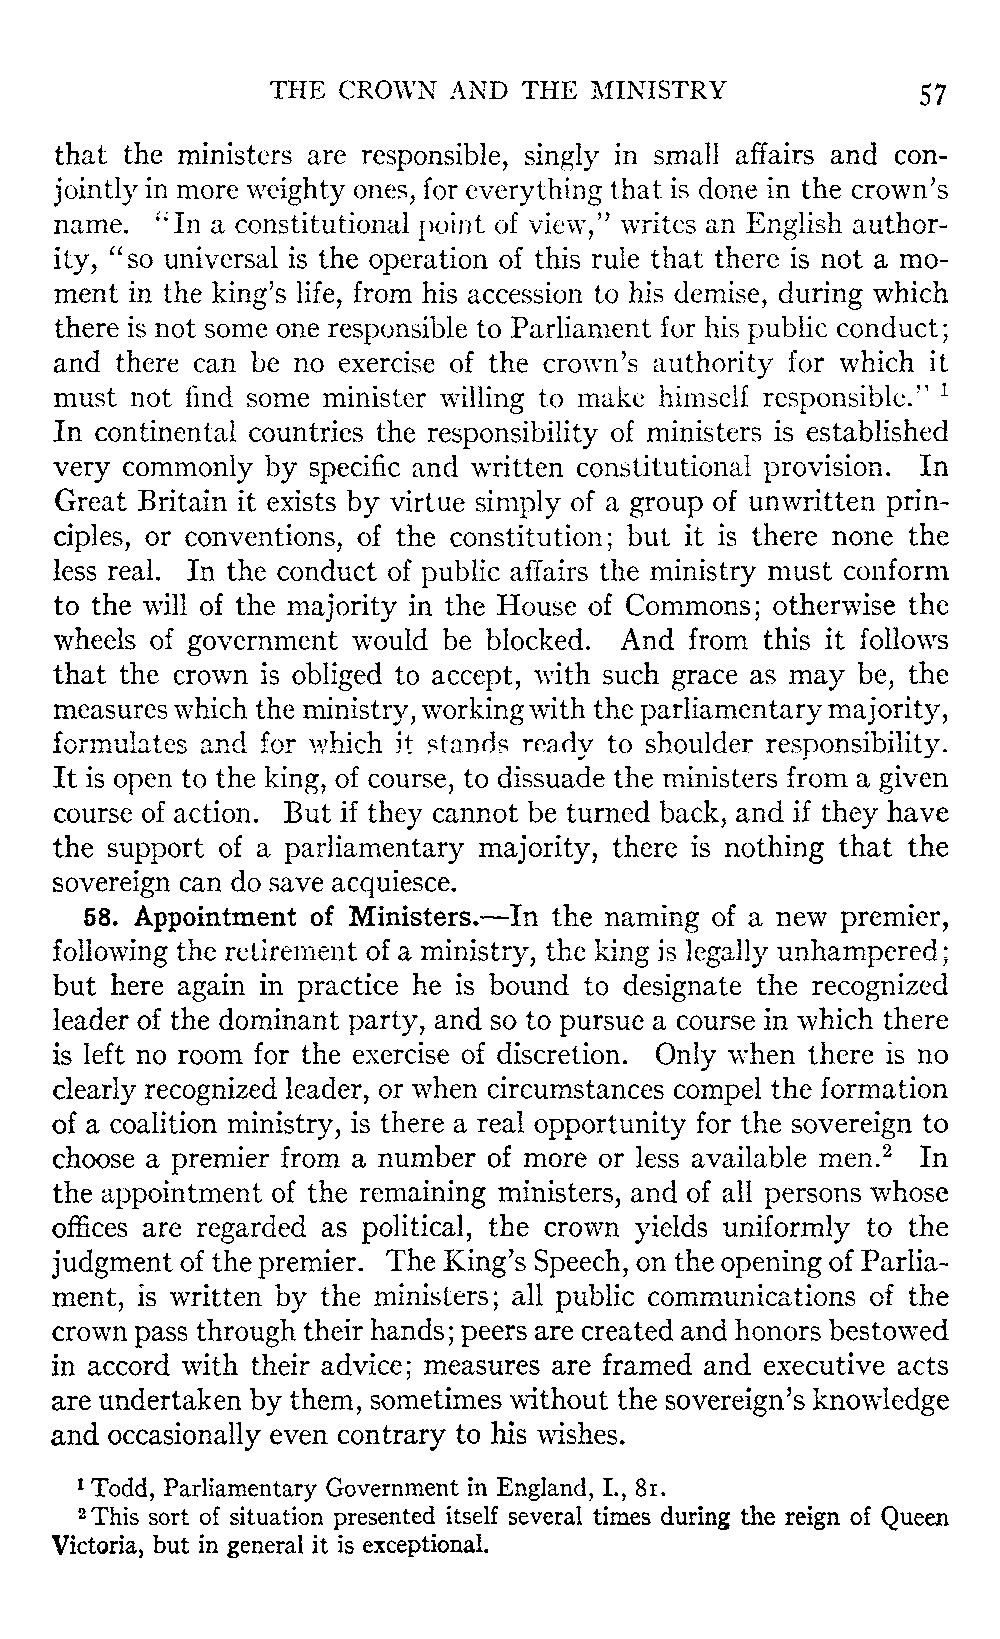 THE CROWN AND THE MINISTRY 57
that the ministers are responsible, singly in small affairs and con-
jointly in more weighty ones, for everything that is done in the crown's
name. "In a constitutional point of view," writes an English author-
ity, "so universal is the operation of this rule that there is not a mo-
ment in the king's life, from his accession to his demise, during which
there is not some one responsible to Parliament for his public conduct;
and there can be no exercise of the crown's authority for which it
must not find some minister willing to make himself responsible." ¹
In continental countries the responsibility of ministers is established
very commonly by specific and written constitutional provision. In
Great Britain it exists by virtue simply of a group of unwritten prin-
ciples, or conventions, of the constitution; but it is there none the
less real. In the conduct of public affairs the ministry must conform
to the will of the majority in the House of Commons; otherwise the
wheels of government would be blocked. And from this it follows
that the crown is obliged to accept, with such grace as may be, the
measures which the ministry, working with the parliamentary majority,
formulates and for which it stands ready to shoulder responsibility.
It is open to the king, of course, to dissuade the ministers from a given
course of action. But if they cannot be turned back, and if they have
the support of a parliamentary majority, there is nothing that the
sovereign can do save acquiesce.
58. Appointment of Ministers.—In the naming of a new premier,
following the retirement of a ministry, the king is legally unhampered;
but here again in practice he is bound to designate the recognized
leader of the dominant party, and so to pursue a course in which there
is left no room for the exercise of discretion. Only when there is no
clearly recognized leader, or when circumstances compel the formation
of a coalition ministry, is there a real opportunity for the sovereign to
choose a premier from a number of more or less available men.² In
the appointment of the remaining ministers, and of all persons whose
offices are regarded as political, the crown yields uniformly to the
judgment of the premier. The King's Speech, on the opening of Parlia-
ment, is written by the ministers; all public communications of the
crown pass through their hands; peers are created and honors bestowed
in accord with their advice; measures are framed and executive acts
are undertaken by them, sometimes without the sovereign's knowledge
and occasionally even contrary to his wishes.
¹ Todd, Parliamentary Government in England, I., 81.
² This sort of situation presented itself several times during the reign of Queen
Victoria, but in general it is exceptional.